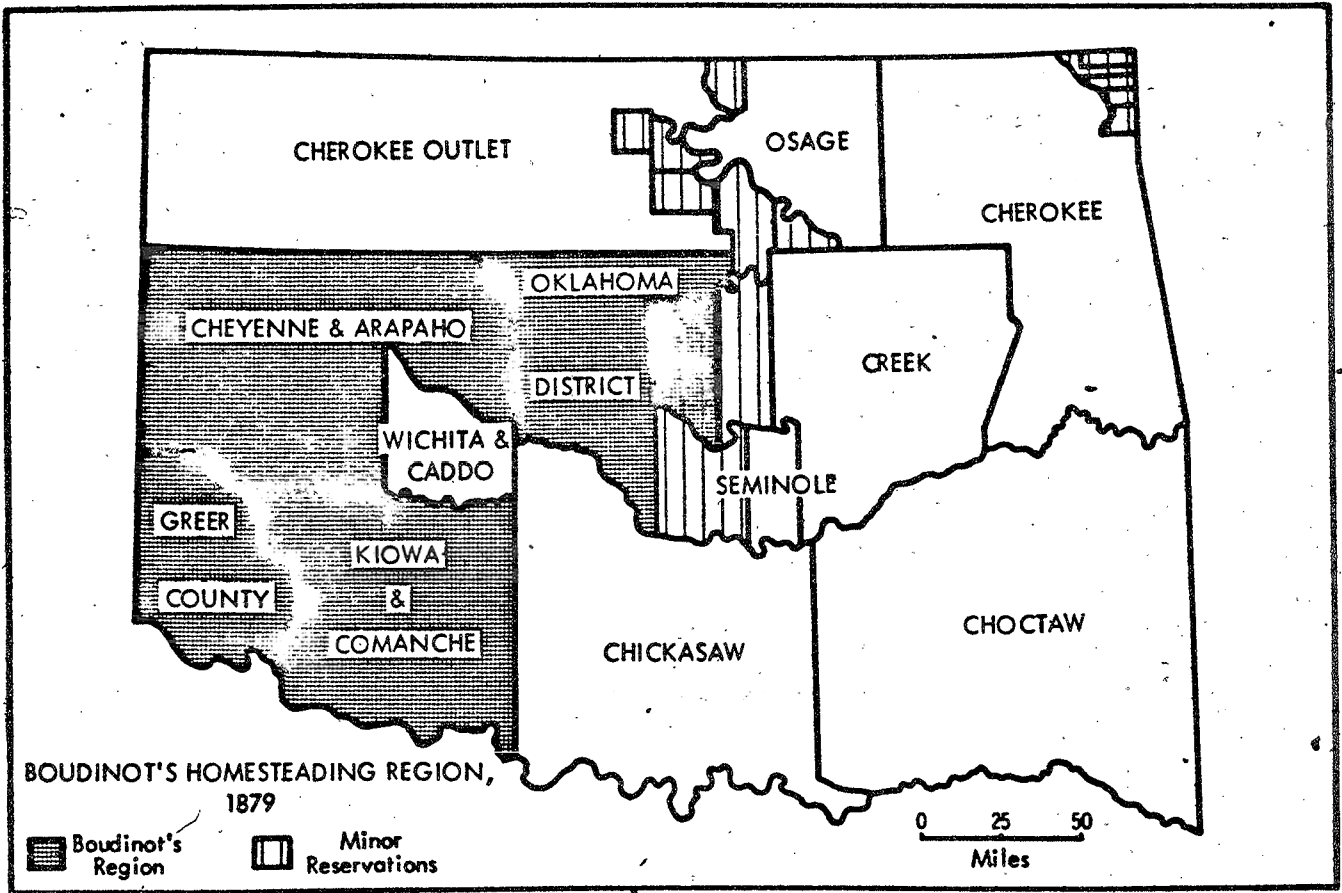 CHEROKEE OUTLET
OSAGE
CHEROKEE
OKLAHOMA
CHEYENNE & ARAPAHO
CREEK
DISTRICT
WICHITA &
CADDO
SEMINOLE
GREER
COUNTY
KIOWA
&
COMANCHE
CHICKASAW
CHOCTAW
BOUDINOT'S HOMESTEADING REGION,
1879
Boudinot's
Region
Minor
Reservations
0 25 50
Miles